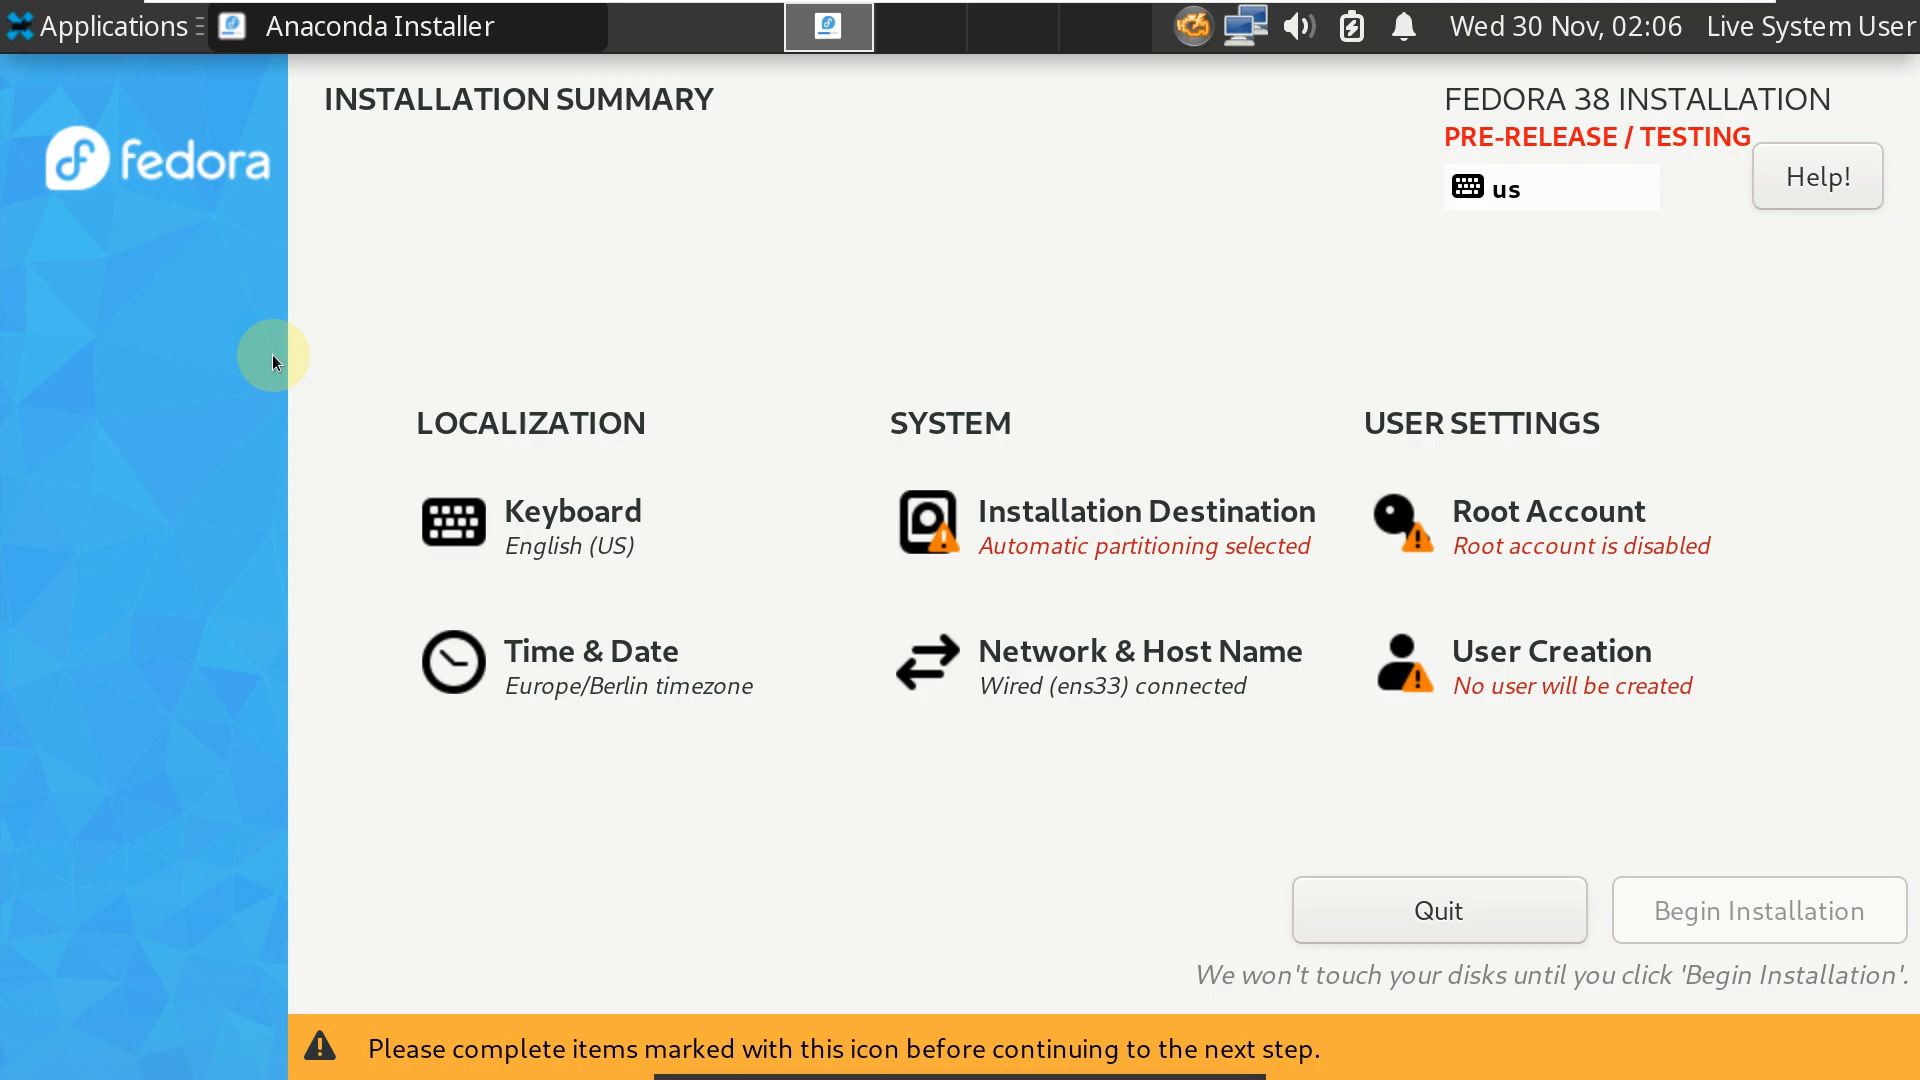 Applications Anaconda Installer Wed 30 Nov, 02:06 Live System User
fedora
INSTALLATION SUMMARY
FEDORA 38 INSTALLATION
PRE-RELEASE / TESTING
us
Help!
LOCALIZATION
Keyboard
English (US)
Time & Date
Europe/Berlin timezone
SYSTEM
Installation Destination
Automatic partitioning selected
Network & Host Name
Wired (ens33) connected
USER SETTINGS
Root Account
Root account is disabled
User Creation
No user will be created
Quit
Begin Installation
We won't touch your disks until you click 'Begin Installation'.
Please complete items marked with this icon before continuing to the next step.